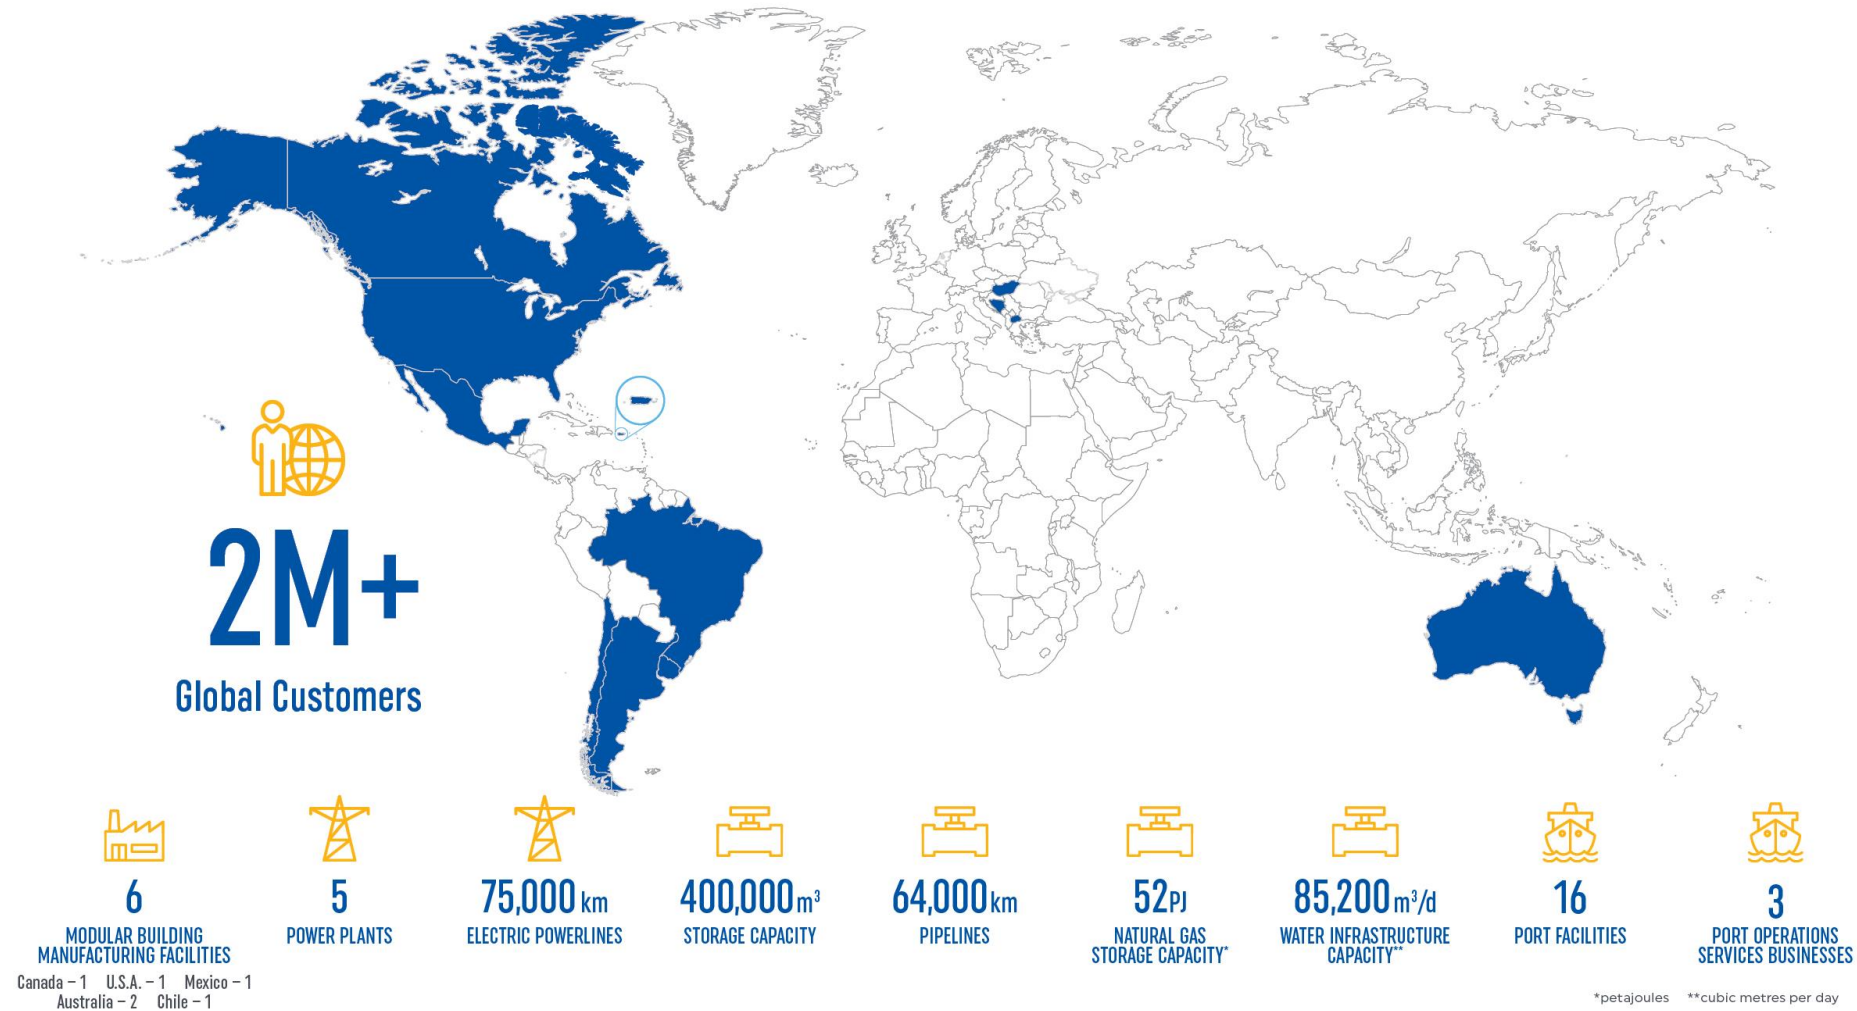 2M+
Global Customers
6
MODULAR BUILDING
MANUFACTURING FACILITIES
Canada – 1 U.S.A. – 1 Mexico – 1
Australia – 2 Chile – 1
5
POWER PLANTS
75,000 km
ELECTRIC POWERLINES
400,000 m³
STORAGE CAPACITY
64,000 km
PIPELINES
52 PJ
NATURAL GAS
STORAGE CAPACITY*
85,200 m³/d
WATER INFRASTRUCTURE
CAPACITY**
16
PORT FACILITIES
3
PORT OPERATIONS
SERVICES BUSINESSES
*petajoules **cubic metres per day